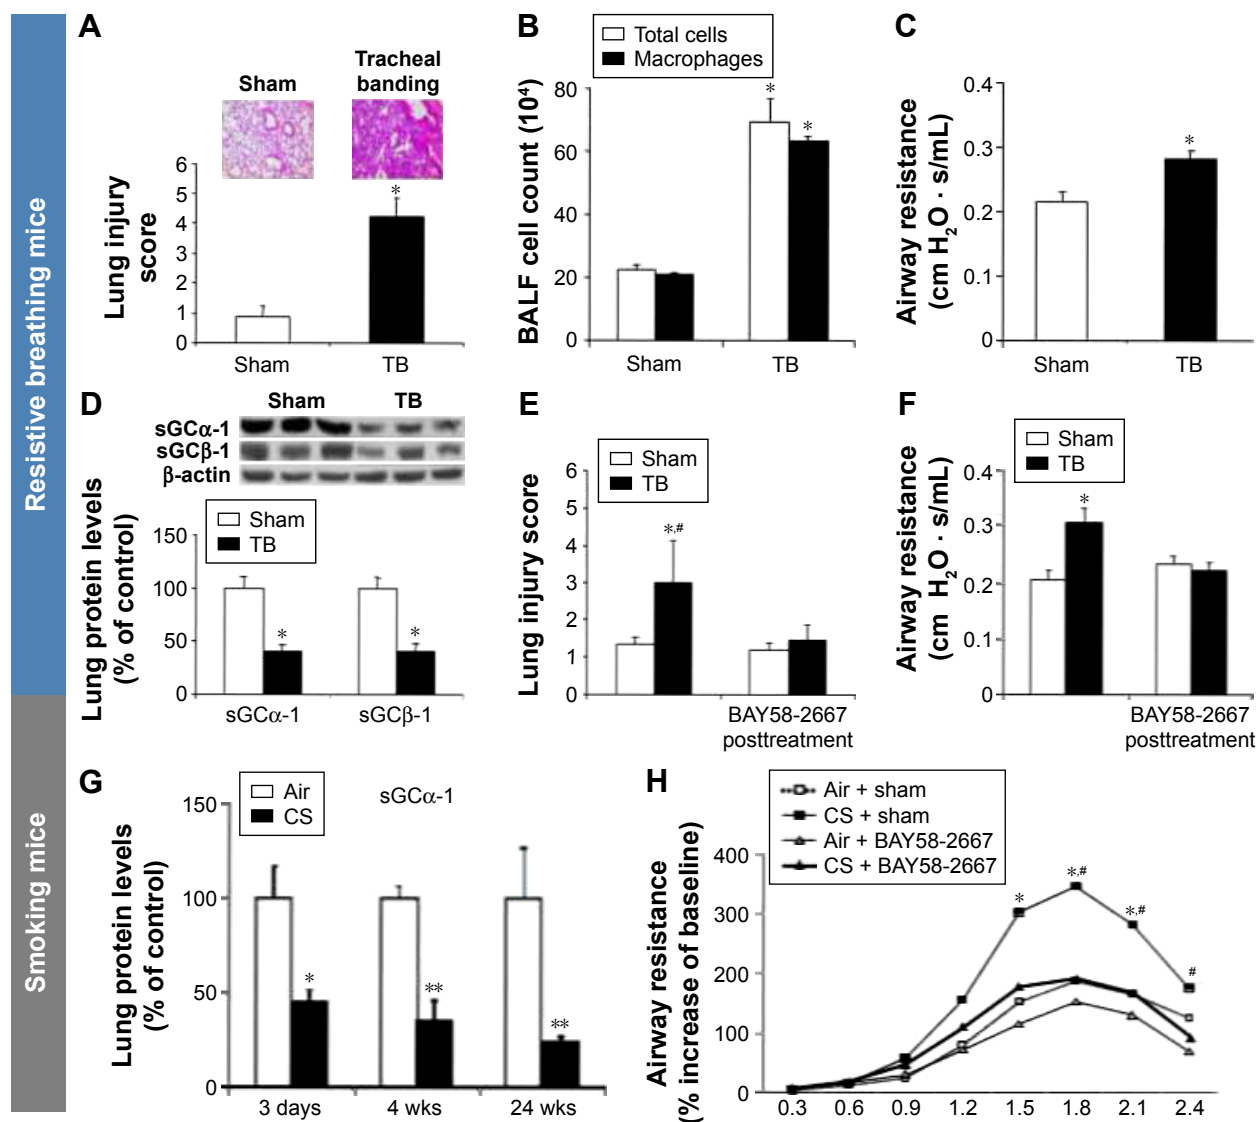 Resistive breathing mice
Smoking mice
A
Sham
Tracheal
banding
Lung injury
score
6
5
4
3
2
1
0
*
Sham
TB
B
Total cells
Macrophages
BALF cell count (10⁴)
80
60
40
20
0
*
*
Sham
TB
C
Airway resistance
(cm H₂O · s/mL)
0.4
0.3
0.2
0.1
0
*
Sham
TB
D
Sham
TB
sGCα-1
sGCβ-1
β-actin
Sham
TB
Lung protein levels
(% of control)
150
100
50
0
*
*
sGCα-1
sGCβ-1
E
Sham
TB
Lung injury score
6
5
4
3
2
1
0
*,#
BAY58-2667
posttreatment
F
Sham
TB
Airway resistance
(cm H₂O · s/mL)
0.4
0.3
0.2
0.1
0
*
BAY58-2667
posttreatment
G
Air
CS
sGCα-1
Lung protein levels
(% of control)
150
100
50
0
*
**
**
3 days
4 wks
24 wks
H
Air + sham
CS + sham
Air + BAY58-2667
CS + BAY58-2667
Airway resistance
(% increase of baseline)
400
300
200
100
0
*
*,#
*,#
#
0.3
0.6
0.9
1.2
1.5
1.8
2.1
2.4